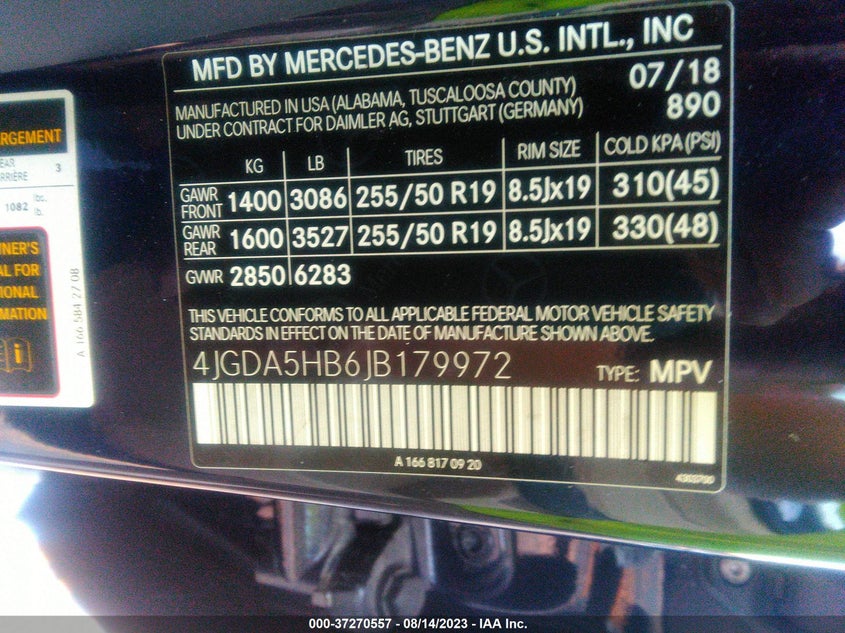 MFD BY MERCEDES-BENZ U.S. INTL., INC
07/18
MANUFACTURED IN USA (ALABAMA, TUSCALOOSA COUNTY)
UNDER CONTRACT FOR DAIMLER AG, STUTTGART (GERMANY)
890
KG LB TIRES RIM SIZE COLD KPA (PSI)
GAWR FRONT 1400 3086 255/50 R19 8.5Jx19 310(45)
GAWR REAR 1600 3527 255/50 R19 8.5Jx19 330(48)
GVWR 2850 6283
THIS VEHICLE CONFORMS TO ALL APPLICABLE FEDERAL MOTOR VEHICLE SAFETY
STANDARDS IN EFFECT ON THE DATE OF MANUFACTURE SHOWN ABOVE.
4JGDA5HB6JB179972 TYPE: MPV
A 166 817 09 20
3
1082 lbs.
lb.
A 166 584 27 08
000-37270557 - 08/14/2023 - IAA Inc.